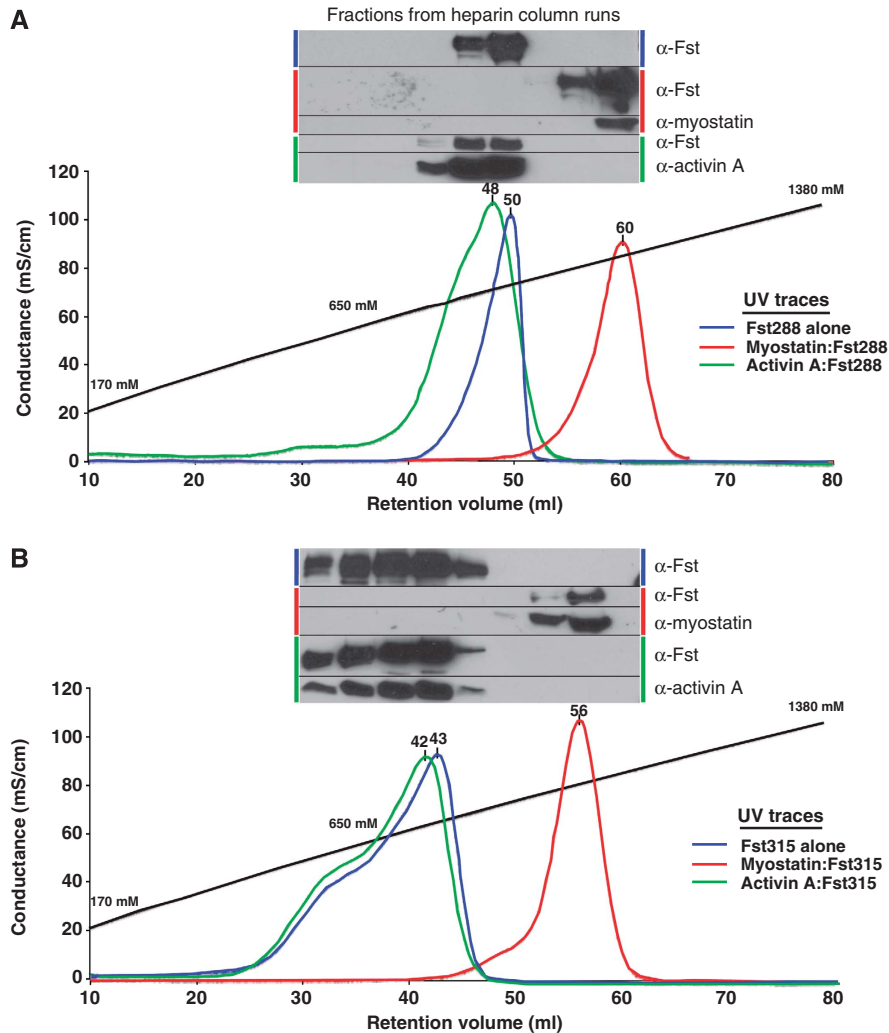 A
Fractions from heparin column runs
α-Fst
α-Fst
α-myostatin
α-Fst
α-activin A
120
100
80
60
40
20
0
Conductance (mS/cm)
170 mM
650 mM
1380 mM
48
50
60
UV traces
Fst288 alone
Myostatin:Fst288
Activin A:Fst288
10 20 30 40 50 60 70 80
Retention volume (ml)
B
α-Fst
α-Fst
α-myostatin
α-Fst
α-activin A
120
100
80
60
40
20
0
Conductance (mS/cm)
170 mM
650 mM
1380 mM
42
43
56
UV traces
Fst315 alone
Myostatin:Fst315
Activin A:Fst315
10 20 30 40 50 60 70 80
Retention volume (ml)